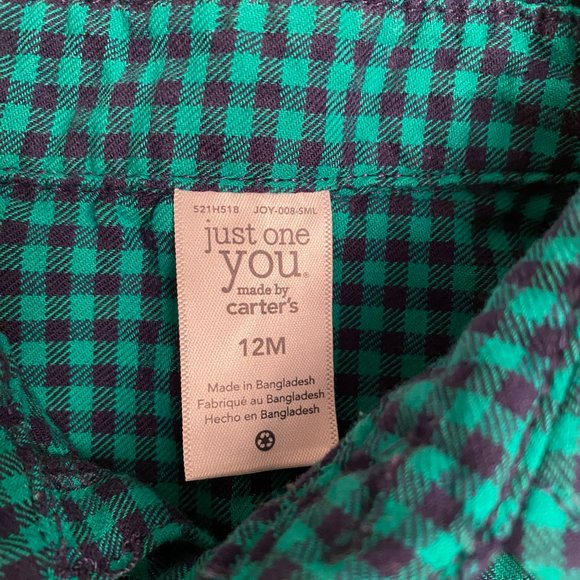 521H518 JOY-008-SML
just one
you®
made by
carter's
12M
Made in Bangladesh
Fabriqué au Bangladesh
Hecho en Bangladesh